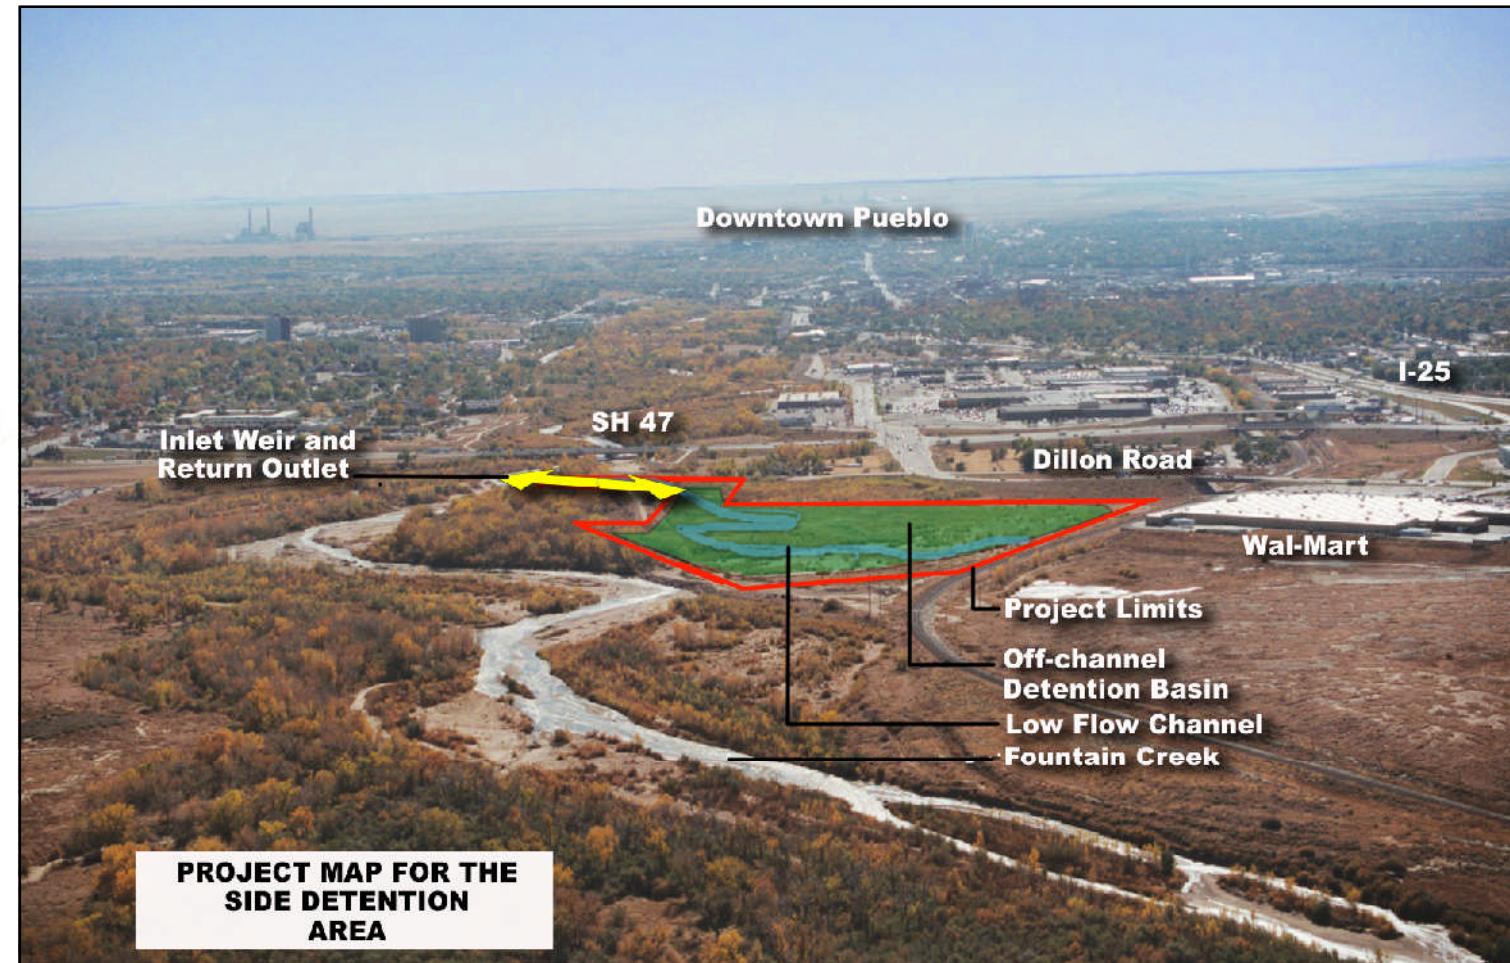 Downtown Pueblo
I-25
SH 47
Inlet Weir and
Return Outlet
Dillon Road
Wal-Mart
Project Limits
Off-channel
Detention Basin
Low Flow Channel
Fountain Creek
PROJECT MAP FOR THE
SIDE DETENTION
AREA